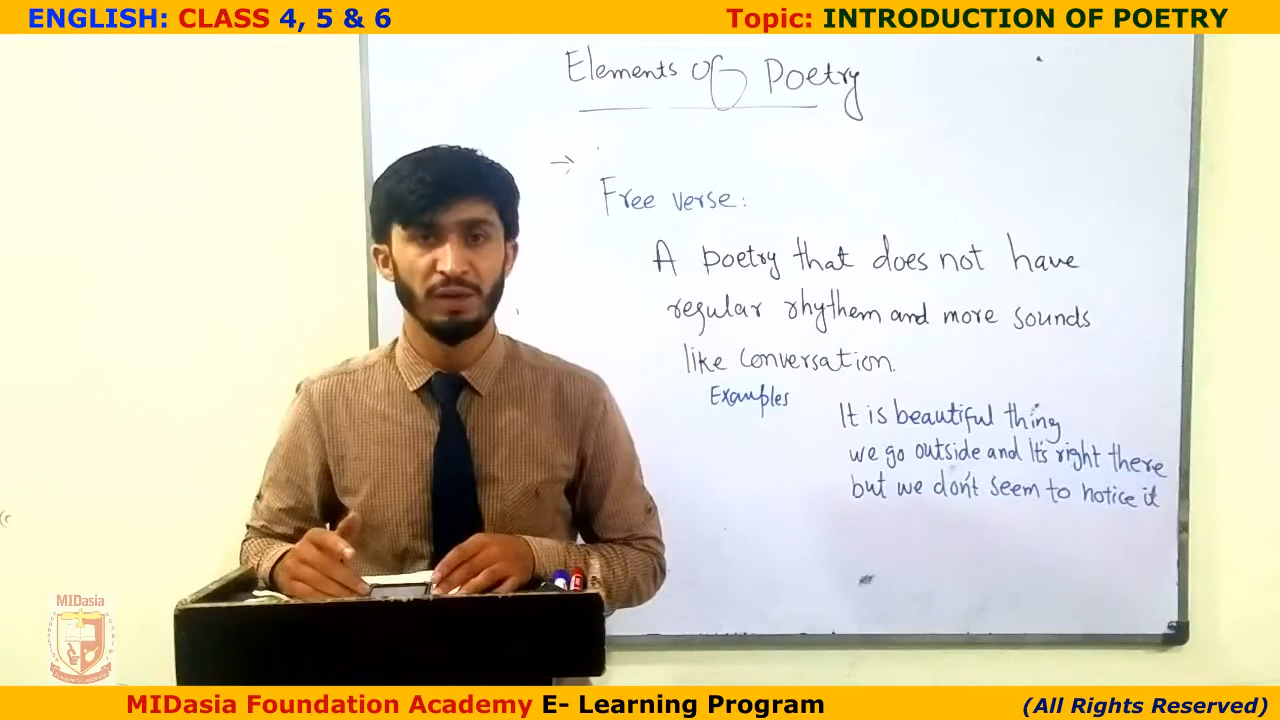 ENGLISH: CLASS 4, 5 & 6
Topic: INTRODUCTION OF POETRY
Elements of Poetry
→
Free verse:
A poetry that does not have
regular rhythem and more sounds
like conversation.
Examples
It is beautiful thing
we go outside and It's right there
but we don't seem to notice it
MIDasia
MIDasia Foundation Academy E- Learning Program
(All Rights Reserved)